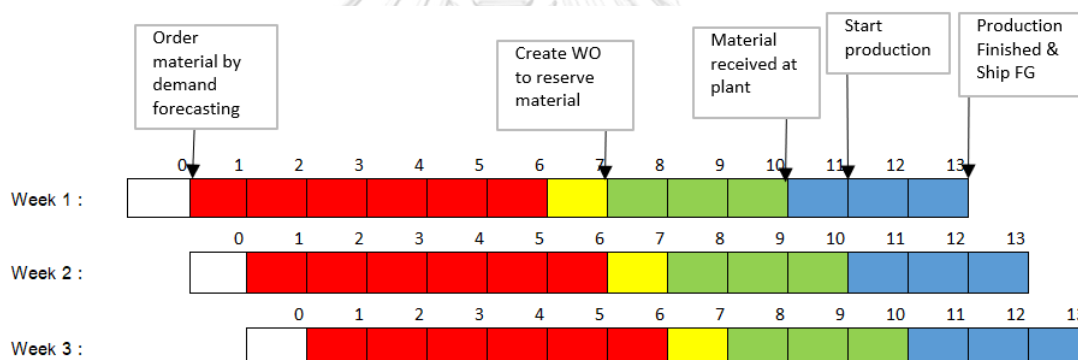 Order
material by
demand
forecasting
Create WO
to reserve
material
Material
received at
plant
Start
production
Production
Finished &
Ship FG
0 1 2 3 4 5 6 7 8 9 10 11 12 13
Week 1 :
0 1 2 3 4 5 6 7 8 9 10 11 12 13
Week 2 :
0 1 2 3 4 5 6 7 8 9 10 11 12
Week 3 :